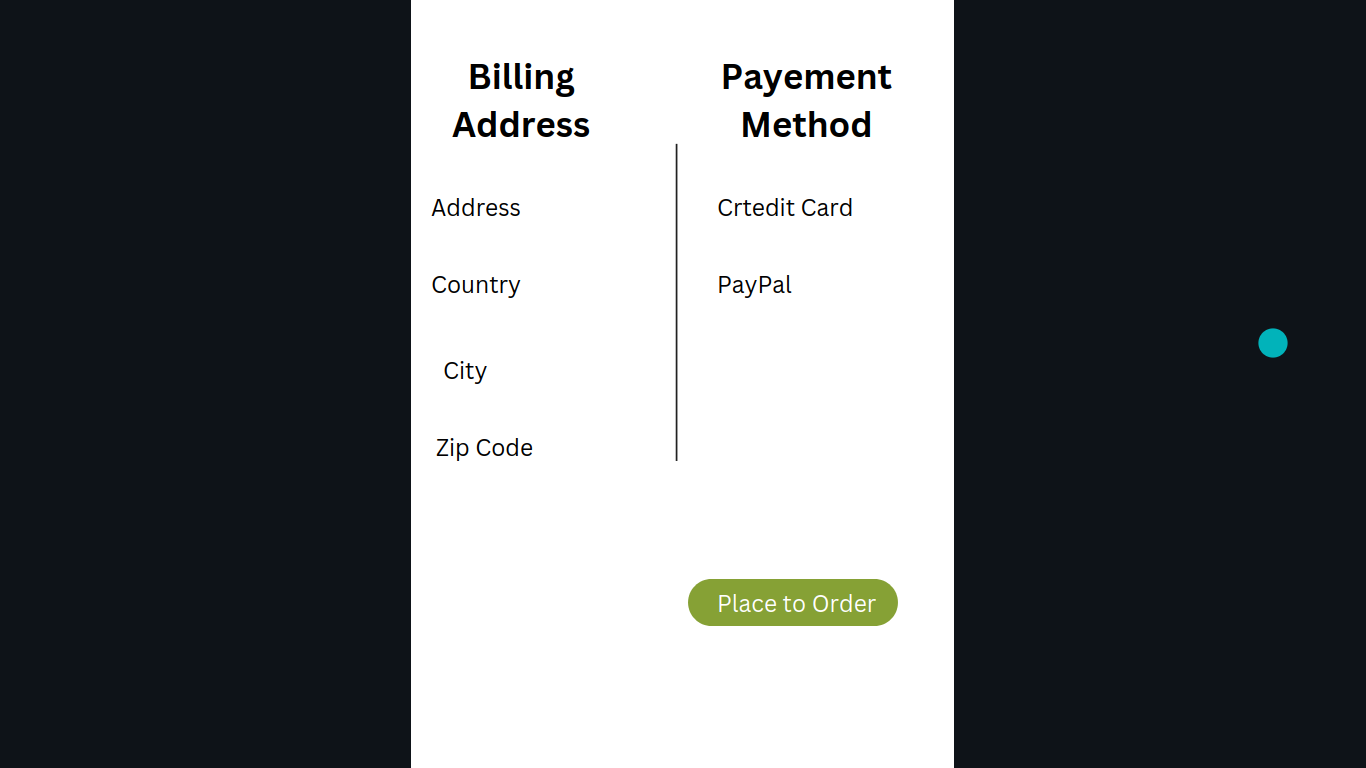 Billing
Address
Address
Country
City
Zip Code
Payement
Method
Crtedit Card
PayPal
Place to Order